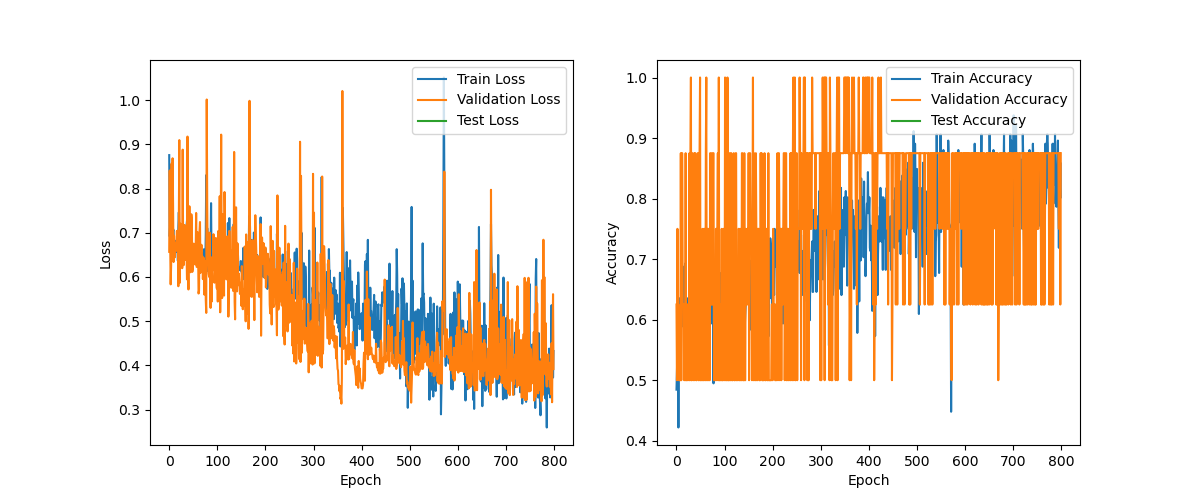 Train Loss
Validation Loss
Test Loss
1.0
0.9
0.8
0.7
0.6
0.5
0.4
0.3
Loss
0 100 200 300 400 500 600 700 800
Epoch
Train Accuracy
Validation Accuracy
Test Accuracy
1.0
0.9
0.8
0.7
0.6
0.5
0.4
Accuracy
0 100 200 300 400 500 600 700 800
Epoch